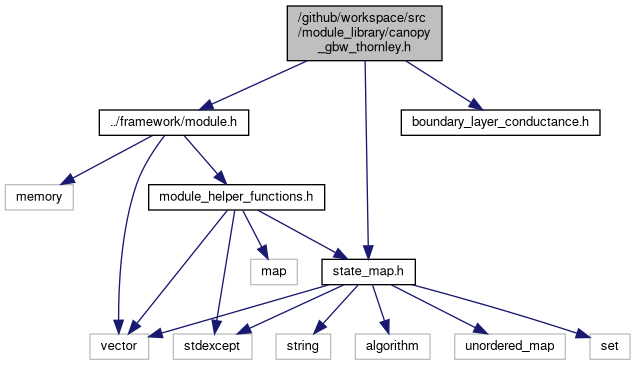 /github/workspace/src
/module_library/canopy
_gbw_thornley.h
../framework/module.h
boundary_layer_conductance.h
memory
module_helper_functions.h
map
state_map.h
vector
stdexcept
string
algorithm
unordered_map
set